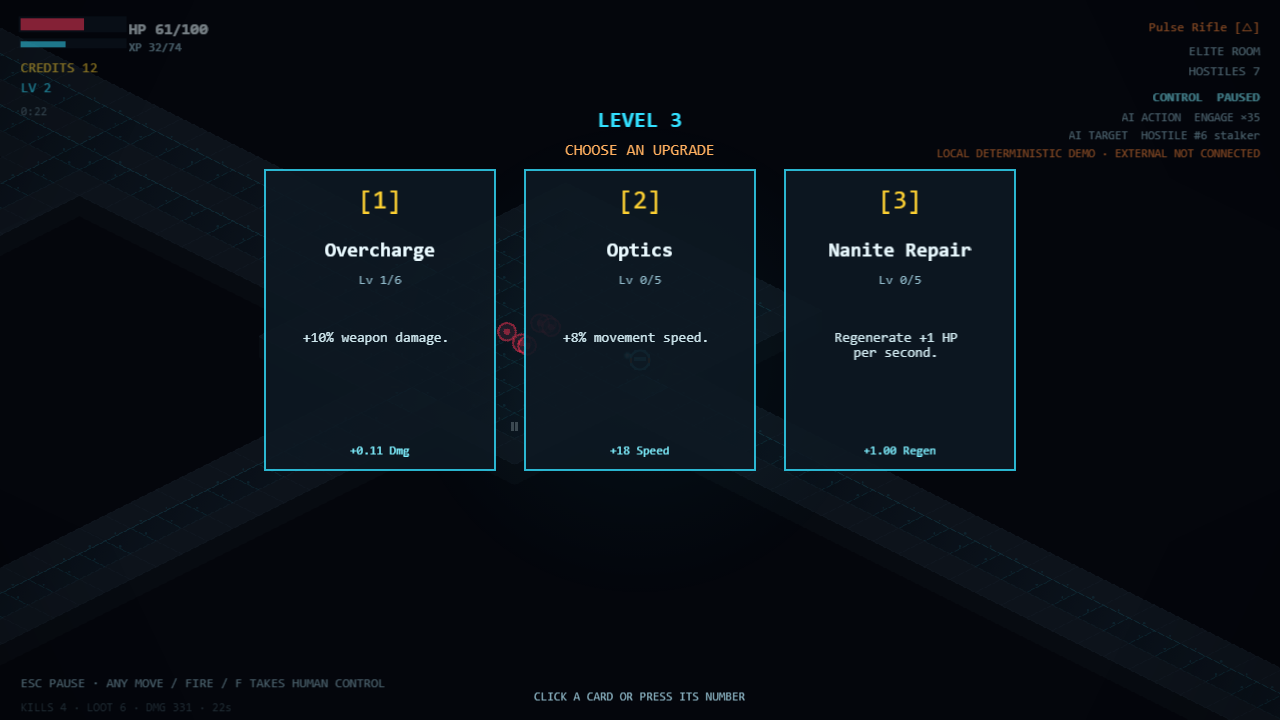 HP 61/100
XP 32/74
CREDITS 12
LV 2
0:22
Pulse Rifle [△]
ELITE ROOM
HOSTILES 7
CONTROL PAUSED
AI ACTION ENGAGE ×35
AI TARGET HOSTILE #6 stalker
LOCAL DETERMINISTIC DEMO · EXTERNAL NOT CONNECTED
LEVEL 3
CHOOSE AN UPGRADE
[1]
Overcharge
Lv 1/6
+10% weapon damage.
+0.11 Dmg
[2]
Optics
Lv 0/5
+8% movement speed.
+18 Speed
[3]
Nanite Repair
Lv 0/5
Regenerate +1 HP
per second.
+1.00 Regen
ESC PAUSE · ANY MOVE / FIRE / F TAKES HUMAN CONTROL
KILLS 4 · LOOT 6 · DMG 331 · 22s
CLICK A CARD OR PRESS ITS NUMBER